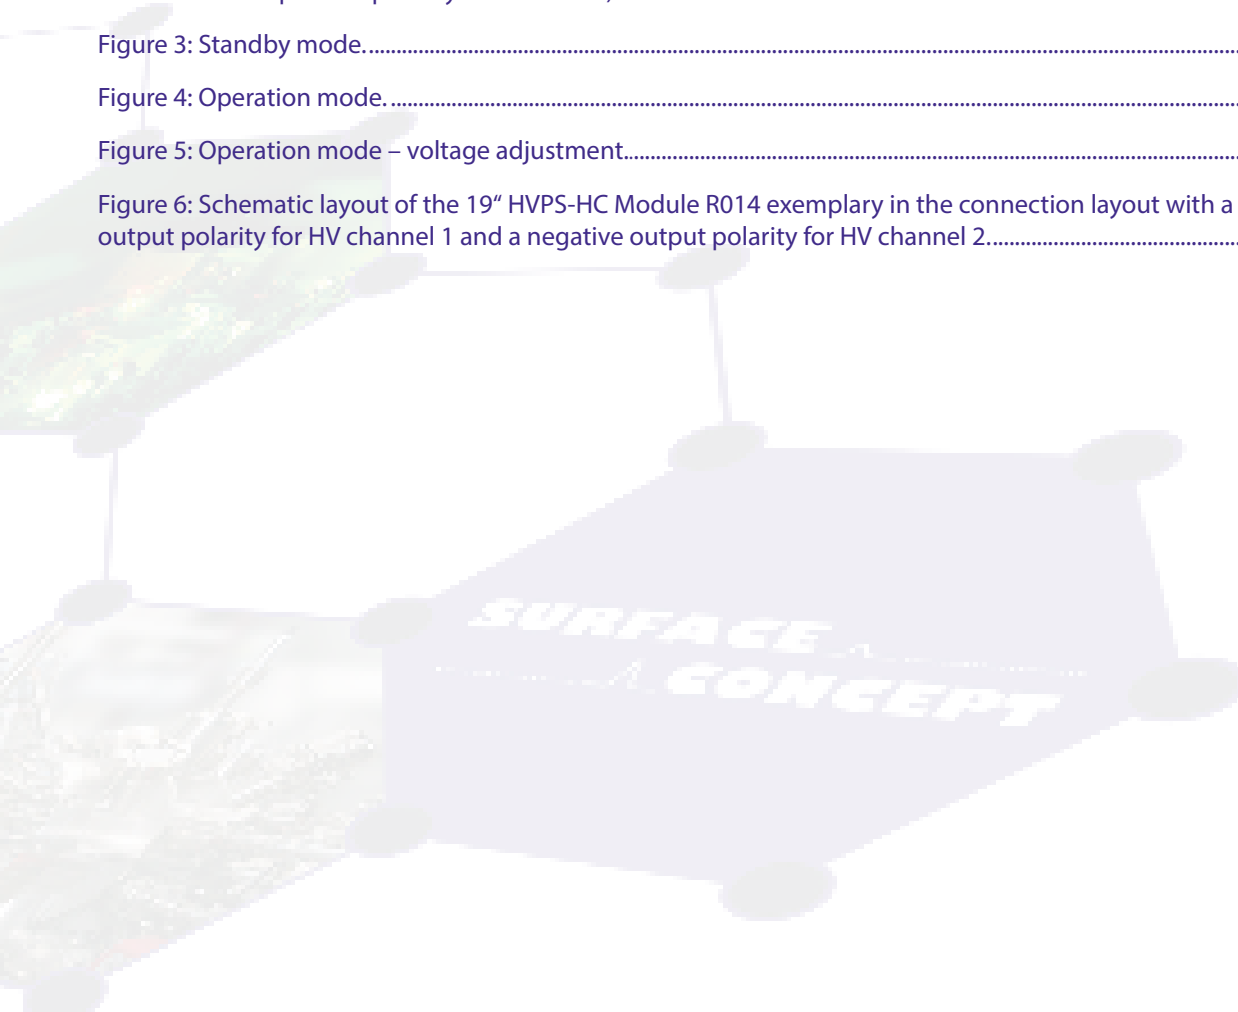 Figure 3: Standby mode.
Figure 4: Operation mode.
Figure 5: Operation mode – voltage adjustment.
Figure 6: Schematic layout of the 19“ HVPS-HC Module R014 exemplary in the connection layout with a
output polarity for HV channel 1 and a negative output polarity for HV channel 2.
SURFACE
CONCEPT